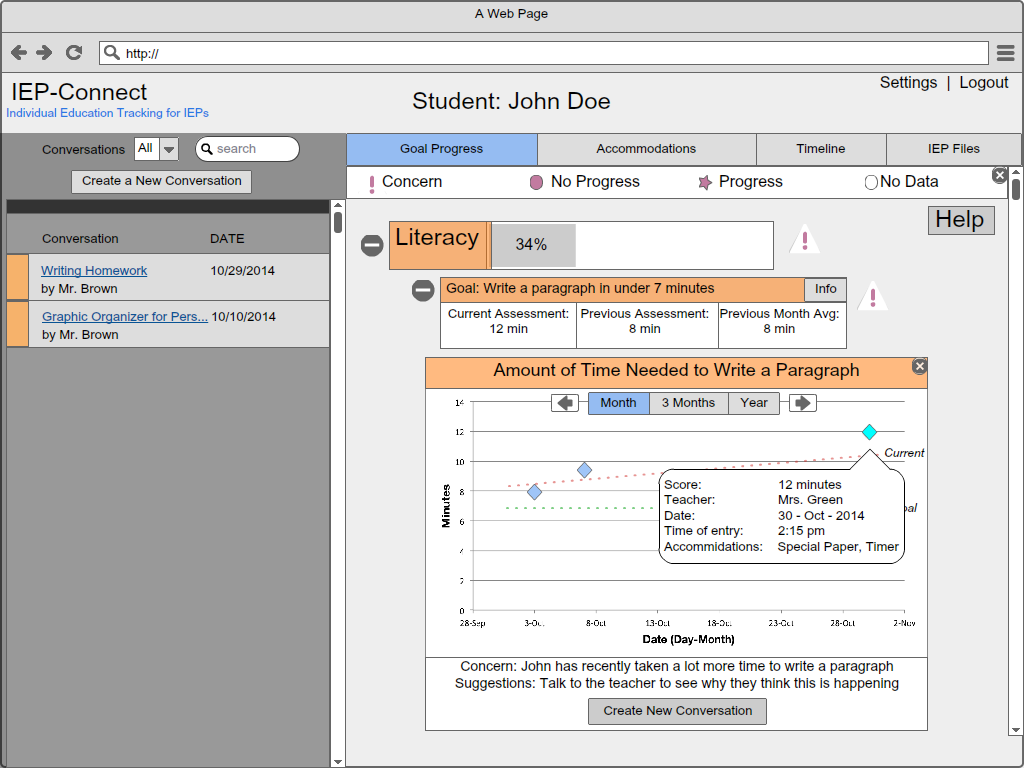 A Web Page
http://
IEP-Connect
Individual Education Tracking for IEPs
Student: John Doe
Settings | Logout
Conversations All search
Create a New Conversation
Conversation DATE
Writing Homework 10/29/2014
by Mr. Brown
Graphic Organizer for Pers... 10/10/2014
by Mr. Brown
Goal Progress Accommodations Timeline IEP Files
Concern No Progress Progress No Data
Help
Literacy 34%
Goal: Write a paragraph in under 7 minutes Info
Current Assessment: Previous Assessment: Previous Month Avg:
12 min 8 min 8 min
Amount of Time Needed to Write a Paragraph
Month 3 Months Year
14
12
10
8
6
4
2
0
Minutes
Current
oal
Score: 12 minutes
Teacher: Mrs. Green
Date: 30 - Oct - 2014
Time of entry: 2:15 pm
Accommidations: Special Paper, Timer
28-Sep 3-Oct 8-Oct 13-Oct 18-Oct 23-Oct 28-Oct 2-Nov
Date (Day-Month)
Concern: John has recently taken a lot more time to write a paragraph
Suggestions: Talk to the teacher to see why they think this is happening
Create New Conversation